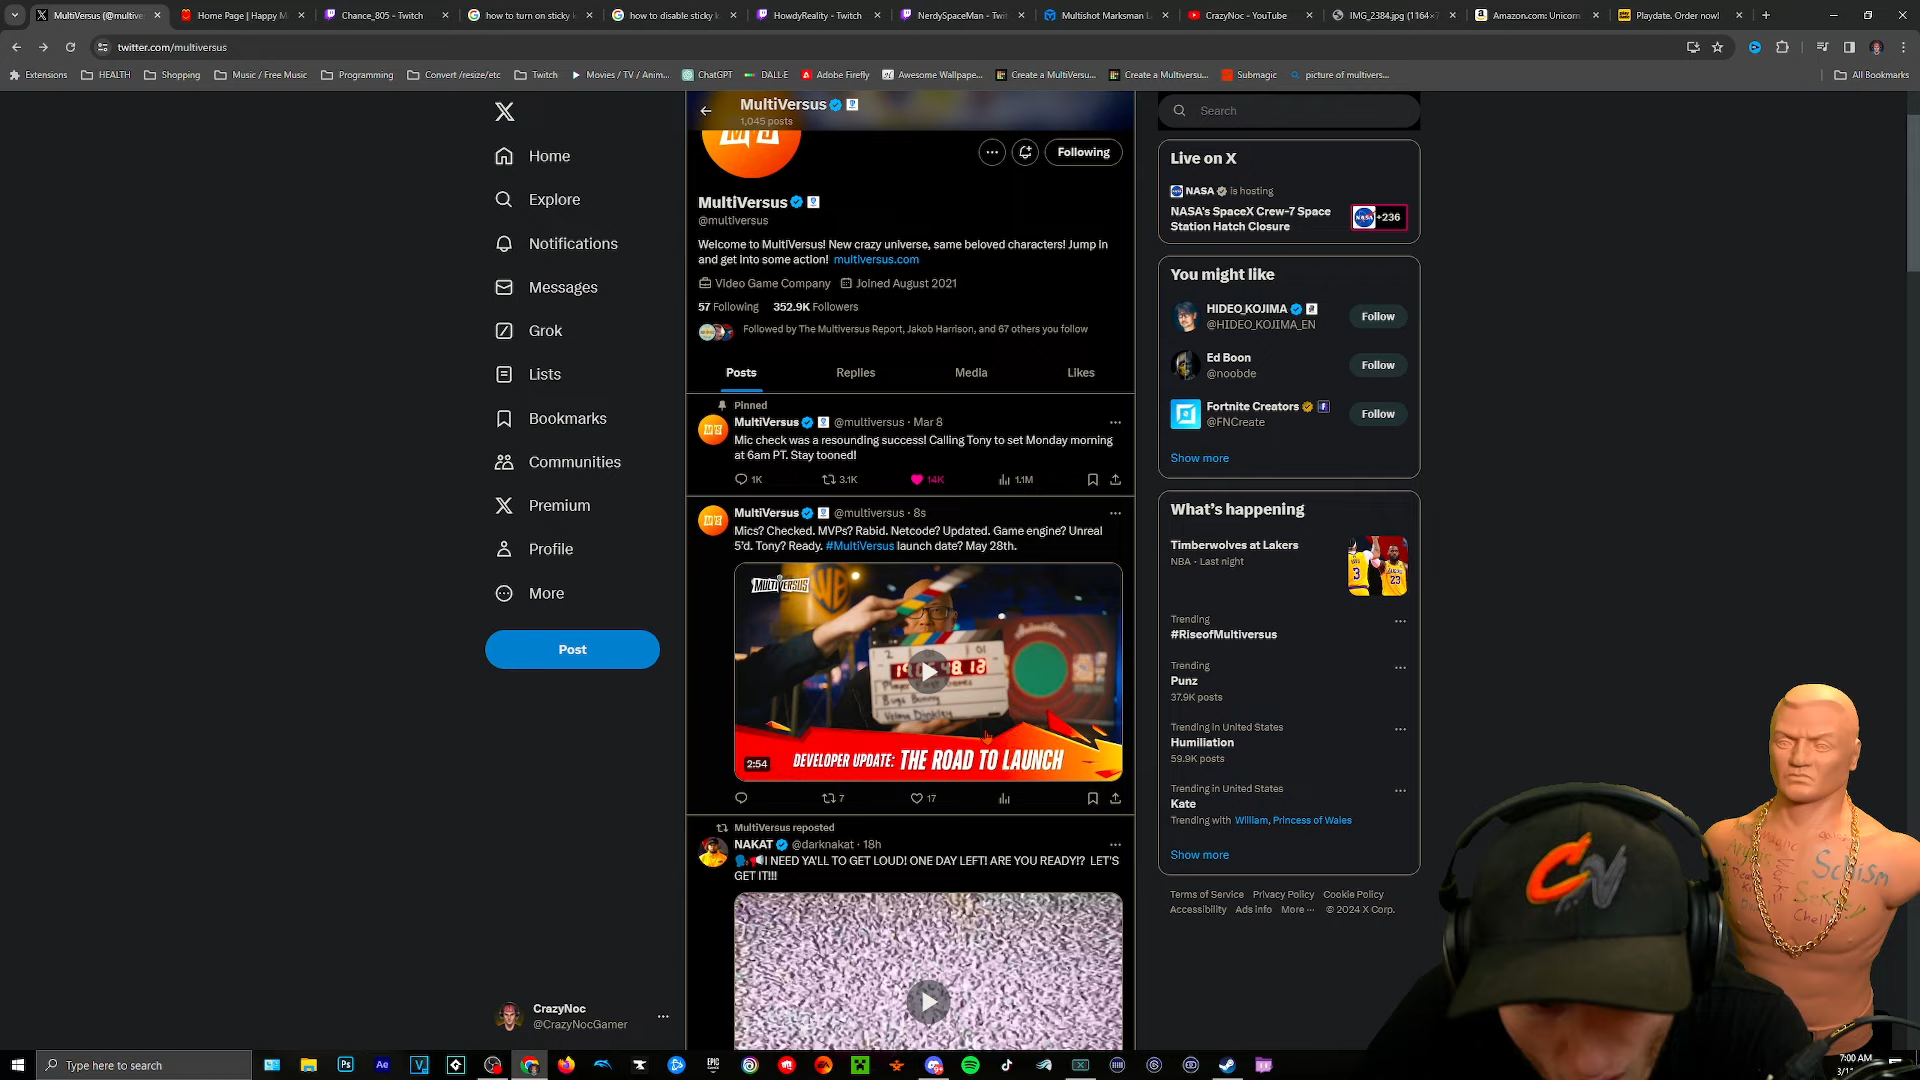 MultiVersus (@multive
Home Page | Happy M
Chance_805 - Twitch
how to turn on sticky k
how to disable sticky k
HowdyReality - Twitch
NerdySpaceMan - Twit
Multishot Marksman L
CrazyNoc - YouTube
IMG_2384.jpg (1164×7
Amazon.com: Unicorn
Playdate. Order now!
twitter.com/multiversus
Extensions
HEALTH
Shopping
Music / Free Music
Programming
Convert /resize/etc
Twitch
Movies / TV / Anim...
ChatGPT
DALL·E
Adobe Firefly
Awesome Wallpape...
Create a MultiVersu...
Create a Multiversu...
Submagic
picture of multivers...
All Bookmarks
Home
Explore
Notifications
Messages
Grok
Lists
Bookmarks
Communities
Premium
Profile
More
Post
CrazyNoc
@CrazyNocGamer
MultiVersus
1,045 posts
Following
MultiVersus
@multiversus
Welcome to MultiVersus! New crazy universe, same beloved characters! Jump in
and get into some action! multiversus.com
Video Game Company Joined August 2021
57 Following 352.9K Followers
Followed by The Multiversus Report, Jakob Harrison, and 67 others you follow
Posts Replies Media Likes
Pinned
MultiVersus @multiversus · Mar 8
Mic check was a resounding success! Calling Tony to set Monday morning
at 6am PT. Stay tooned!
1K 3.1K 14K 1.1M
MultiVersus @multiversus · 8s
Mics? Checked. MVPs? Rabid. Netcode? Updated. Game engine? Unreal
5'd. Tony? Ready. #MultiVersus launch date? May 28th.
MULTIVERSUS
Player First Games
Bugs Bunny
Velma Dinkley
2:54
DEVELOPER UPDATE: THE ROAD TO LAUNCH
7 17
MultiVersus reposted
NAKAT @darknakat · 18h
I NEED YA'LL TO GET LOUD! ONE DAY LEFT! ARE YOU READY!? LET'S
GET IT!!!
Search
Live on X
NASA is hosting
NASA's SpaceX Crew-7 Space
Station Hatch Closure
+236
You might like
HIDEO_KOJIMA
@HIDEO_KOJIMA_EN
Follow
Ed Boon
@noobde
Follow
Fortnite Creators
@FNCreate
Follow
Show more
What's happening
Timberwolves at Lakers
NBA · Last night
Trending
#RiseofMultiversus
Trending
Punz
37.9K posts
Trending in United States
Humiliation
59.9K posts
Trending in United States
Kate
Trending with William, Princess of Wales
Show more
Terms of Service Privacy Policy Cookie Policy
Accessibility Ads info More ··· © 2024 X Corp.
CN
Schism
Type here to search
7:00 AM